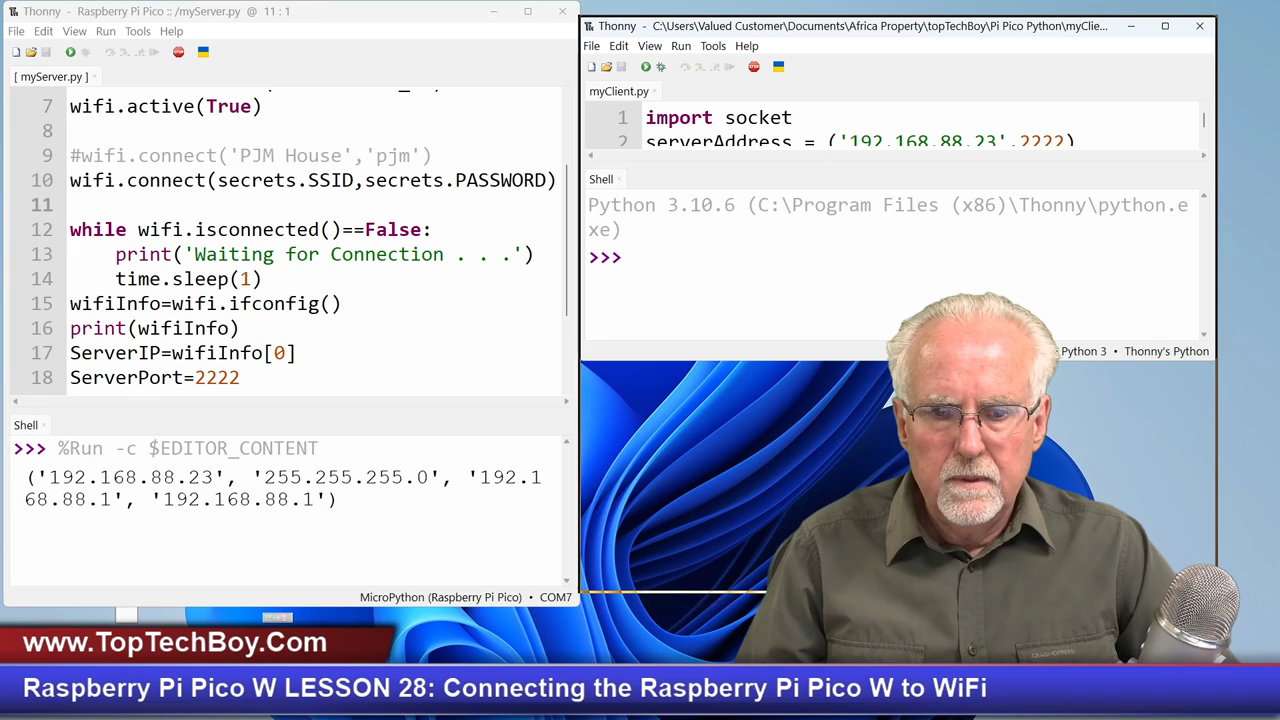 Thonny - Raspberry Pi Pico :: /myServer.py @ 11 : 1
File Edit View Run Tools Help
[ myServer.py ]
7 wifi.active(True)
8
9 #wifi.connect('PJM House','pjm')
10 wifi.connect(secrets.SSID,secrets.PASSWORD)
11
12 while wifi.isconnected()==False:
13 print('Waiting for Connection . . .')
14 time.sleep(1)
15 wifiInfo=wifi.ifconfig()
16 print(wifiInfo)
17 ServerIP=wifiInfo[0]
18 ServerPort=2222
Shell
>>> %Run -c $EDITOR_CONTENT
('192.168.88.23', '255.255.255.0', '192.1
68.88.1', '192.168.88.1')
MicroPython (Raspberry Pi Pico) • COM7
Thonny - C:\Users\Valued Customer\Documents\Africa Property\topTechBoy\Pi Pico Python\myClie...
File Edit View Run Tools Help
myClient.py
1 import socket
2 serverAddress = ('192.168.88.23',2222)
Shell
Python 3.10.6 (C:\Program Files (x86)\Thonny\python.e
xe)
>>>
Python 3 • Thonny's Python
www.TopTechBoy.Com
Raspberry Pi Pico W LESSON 28: Connecting the Raspberry Pi Pico W to WiFi